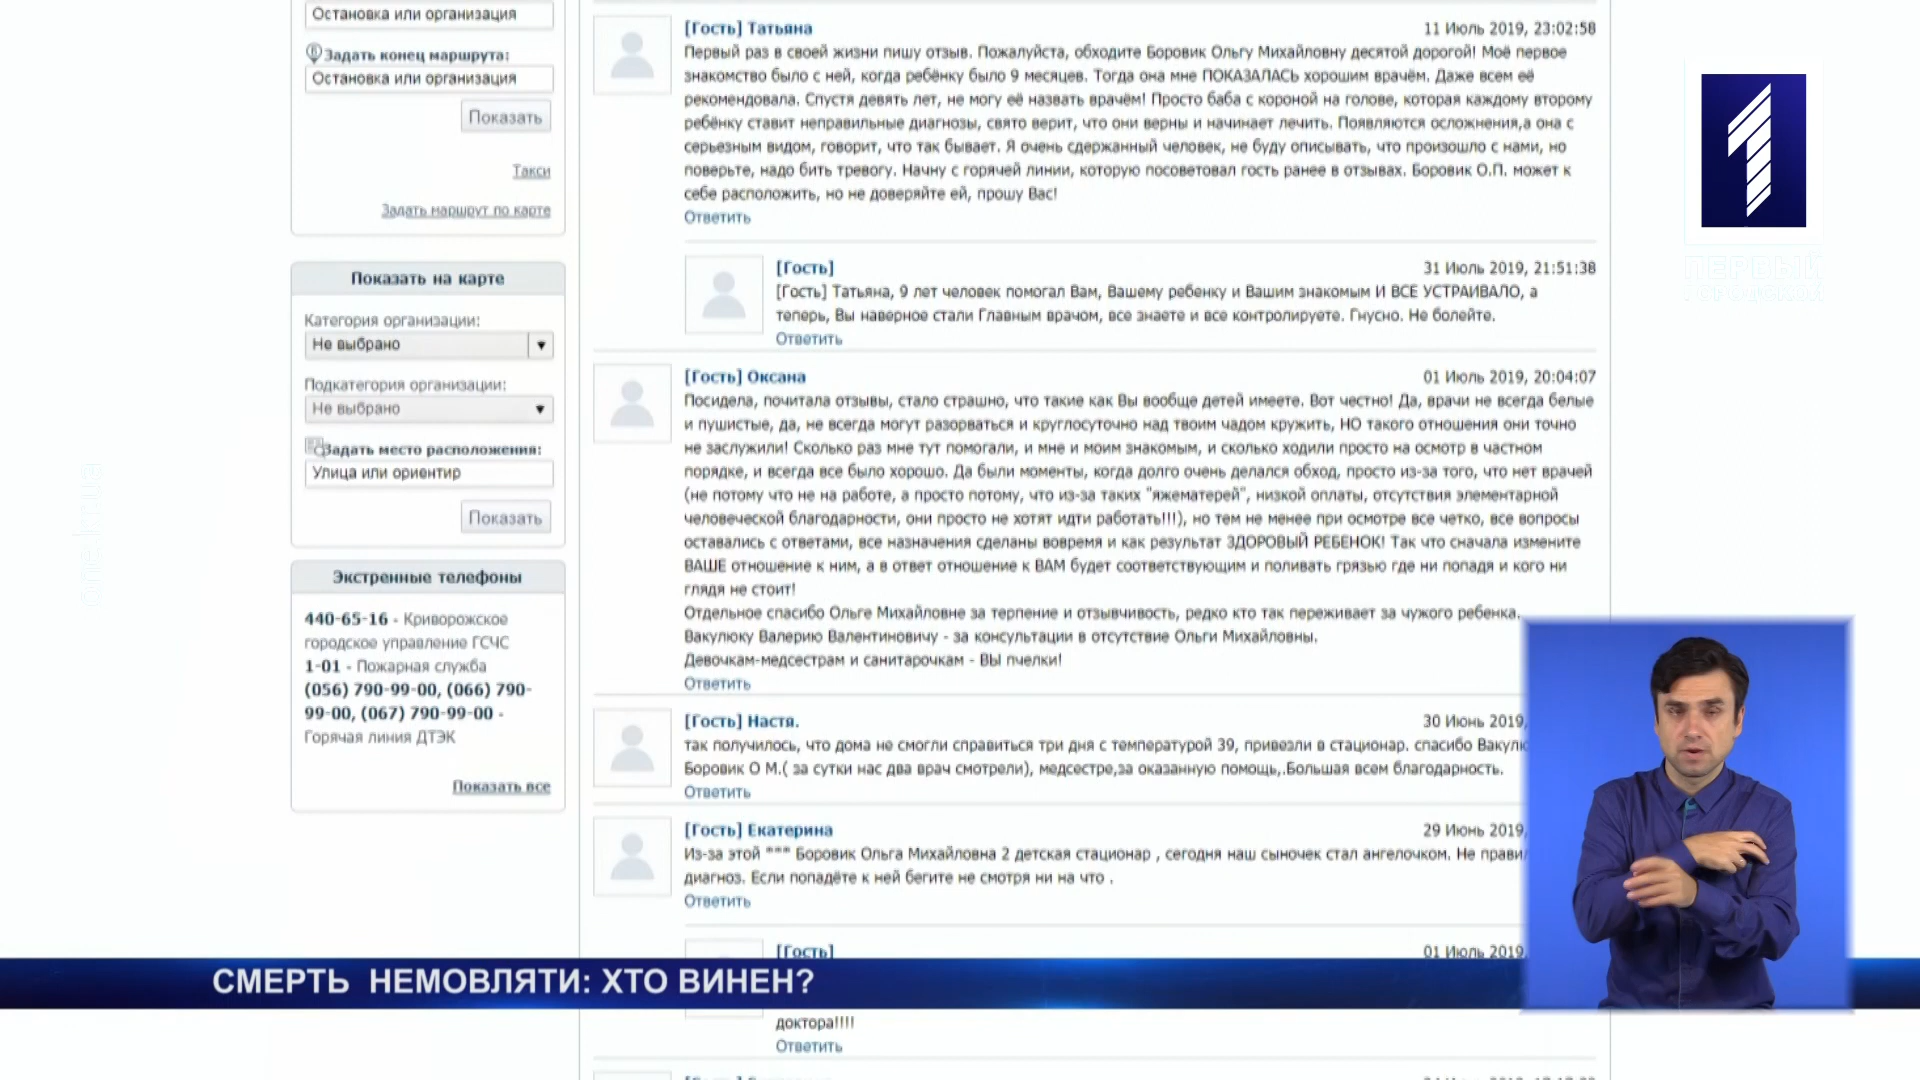 Остановка или организация
Задать конец маршрута:
Остановка или организация
Показать
Такси
Задать маршрут по карте
Показать на карте
Категория организации:
Не выбрано
Подкатегория организации:
Не выбрано
Задать место расположения:
Улица или ориентир
Показать
Экстренные телефоны
440-65-16 - Криворожское
городское управление ГСЧС
1-01 - Пожарная служба
(056) 790-99-00, (066) 790-
99-00, (067) 790-99-00 -
Горячая линия ДТЭК
Показать все
[Гость] Татьяна 11 Июль 2019, 23:02:58
Первый раз в своей жизни пишу отзыв. Пожалуйста, обходите Боровик Ольгу Михайловну десятой дорогой! Моё первое
знакомство было с ней, когда ребёнку было 9 месяцев. Тогда она мне ПОКАЗАЛАСЬ хорошим врачём. Даже всем её
рекомендовала. Спустя девять лет, не могу её назвать врачём! Просто баба с короной на голове, которая каждому второму
ребёнку ставит неправильные диагнозы, свято верит, что они верны и начинает лечить. Появляются осложнения,а она с
серьезным видом, говорит, что так бывает. Я очень сдержанный человек, не буду описывать, что произошло с нами, но
поверьте, надо бить тревогу. Начну с горячей линии, которую посоветовал гость ранее в отзывах. Боровик О.П. может к
себе расположить, но не доверяйте ей, прошу Вас!
Ответить
[Гость] 31 Июль 2019, 21:51:38
[Гость] Татьяна, 9 лет человек помогал Вам, Вашему ребенку и Вашим знакомым И ВСЕ УСТРАИВАЛО, а
теперь, Вы наверное стали Главным врачом, все знаете и все контролируете. Гнусно. Не болейте.
Ответить
[Гость] Оксана 01 Июль 2019, 20:04:07
Посидела, почитала отзывы, стало страшно, что такие как Вы вообще детей имеете. Вот честно! Да, врачи не всегда белые
и пушистые, да, не всегда могут разорваться и круглосуточно над твоим чадом кружить, НО такого отношения они точно
не заслужили! Сколько раз мне тут помогали, и мне и моим знакомым, и сколько ходили просто на осмотр в частном
порядке, и всегда все было хорошо. Да были моменты, когда долго очень делался обход, просто из-за того, что нет врачей
(не потому что не на работе, а просто потому, что из-за таких "яжематерей", низкой оплаты, отсутствия элементарной
человеческой благодарности, они просто не хотят идти работать!!!), но тем не менее при осмотре все четко, все вопросы
оставались с ответами, все назначения сделаны вовремя и как результат ЗДОРОВЫЙ РЕБЕНОК! Так что сначала измените
ВАШЕ отношение к ним, а в ответ отношение к ВАМ будет соответствующим и поливать грязью где ни попадя и кого ни
глядя не стоит!
Отдельное спасибо Ольге Михайловне за терпение и отзывчивость, редко кто так переживает за чужого ребенка.
Вакулюку Валерию Валентиновичу - за консультации в отсутствие Ольги Михайловны.
Девочкам-медсестрам и санитарочкам - ВЫ пчелки!
Ответить
[Гость] Настя. 30 Июнь 2019,
так получилось, что дома не смогли справиться три дня с температурой 39, привезли в стационар. спасибо Вакулю
Боровик О М.( за сутки нас два врач смотрели), медсестре,за оказанную помощь,.Большая всем благодарность.
Ответить
[Гость] Екатерина 29 Июнь 2019,
Из-за этой *** Боровик Ольга Михайловна 2 детская стационар , сегодня наш сыночек стал ангелочком. Не правил
диагноз. Если попадёте к ней бегите не смотря ни на что .
Ответить
[Гость] 01 Июль 2019,
доктора!!!!
Ответить
1
ПЕРВЫЙ
ГОРОДСКОЙ
onekr.ua
СМЕРТЬ НЕМОВЛЯТИ: ХТО ВИНЕН?